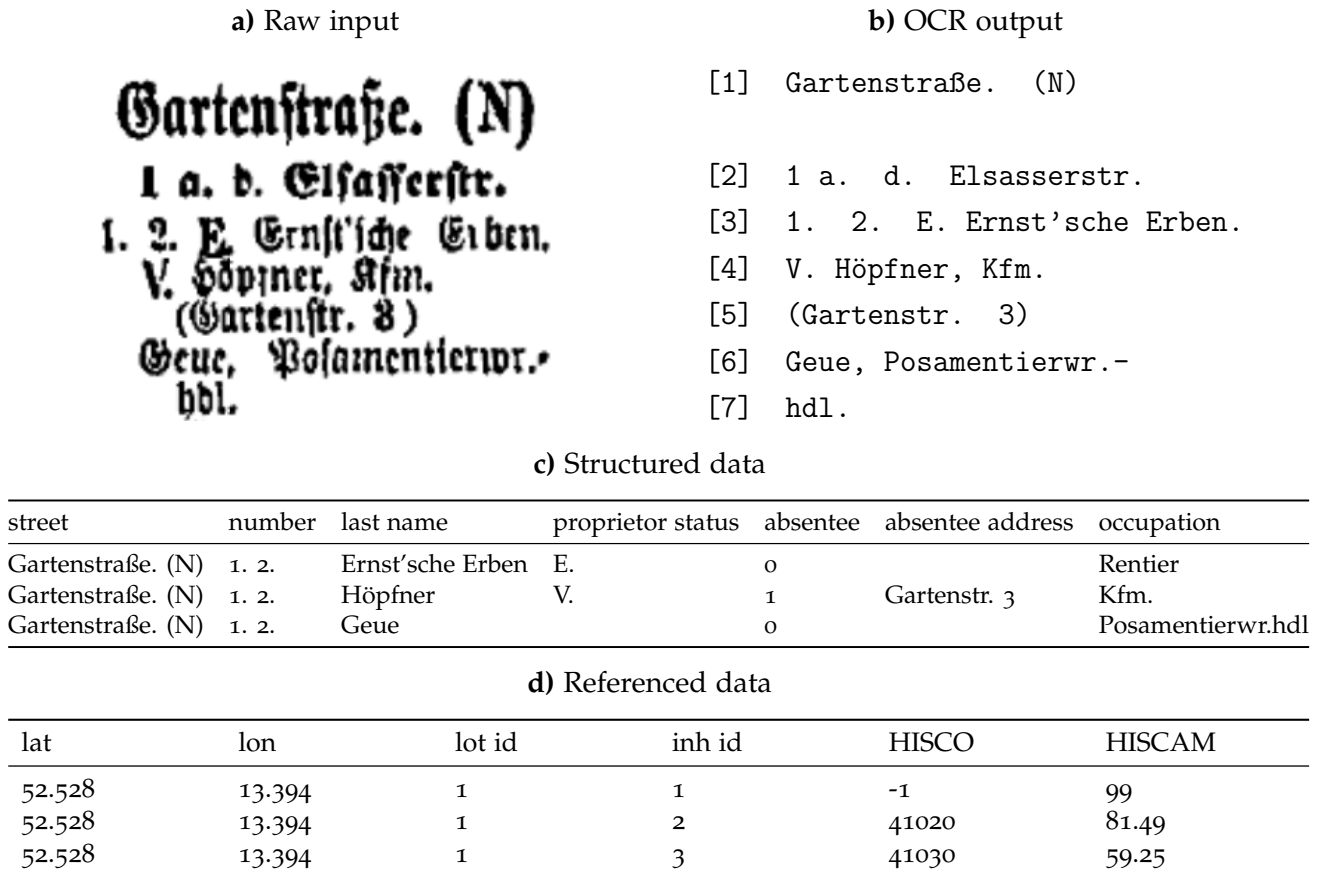 a) Raw input
Gartenstraße. (N)
1 a. d. Elsasserstr.
1. 2. E. Ernst'sche Erben.
V. Höpfner, Kfm.
(Gartenstr. 3)
Geue, Posamentierwr.-
hdl.
b) OCR output
[1] Gartenstraße. (N)
[2] 1 a. d. Elsasserstr.
[3] 1. 2. E. Ernst'sche Erben.
[4] V. Höpfner, Kfm.
[5] (Gartenstr. 3)
[6] Geue, Posamentierwr.-
[7] hdl.
c) Structured data
street number last name proprietor status absentee absentee address occupation
Gartenstraße. (N) 1. 2. Ernst'sche Erben E. 0 Rentier
Gartenstraße. (N) 1. 2. Höpfner V. 1 Gartenstr. 3 Kfm.
Gartenstraße. (N) 1. 2. Geue 0 Posamentierwr.hdl
d) Referenced data
lat lon lot id inh id HISCO HISCAM
52.528 13.394 1 1 -1 99
52.528 13.394 1 2 41020 81.49
52.528 13.394 1 3 41030 59.25